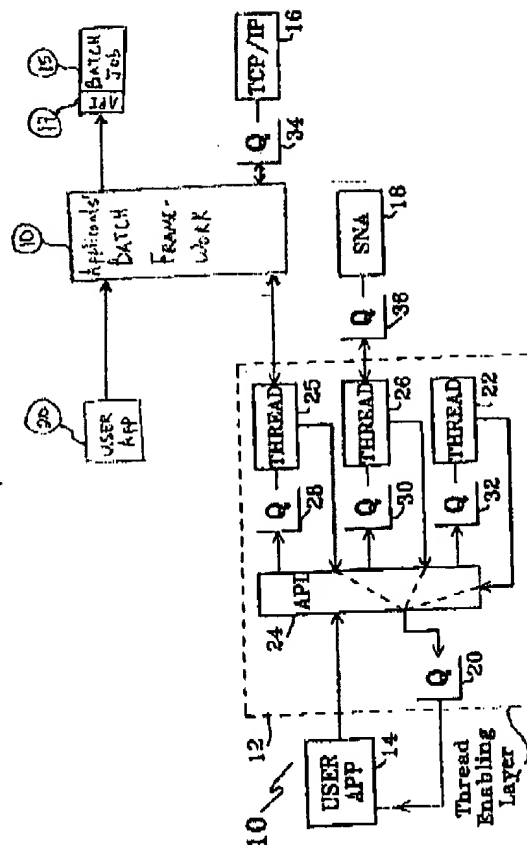 15
17
API
BATCH
JOB
10
Applicants'
BATCH
FRAME-
WORK
20
USER
APP
TCP/IP
16
Q
34
SNA
18
Q
36
THREAD
25
THREAD
26
THREAD
22
Q
28
Q
30
Q
32
API
24
Q
20
12
10
USER
APP
14
Thread
Enabling
Layer